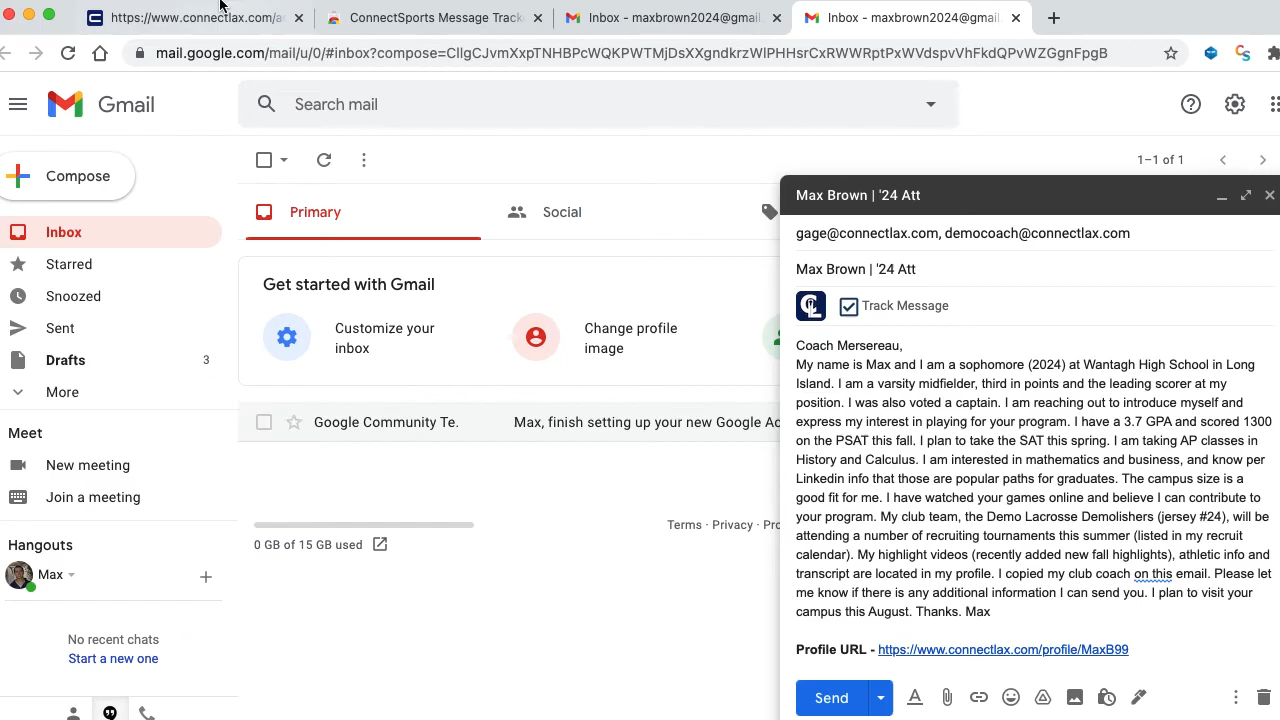 https://www.connectlax.com/a
ConnectSports Message Track
Inbox - maxbrown2024@gmail.
Inbox - maxbrown2024@gmail.
mail.google.com/mail/u/0/#inbox?compose=CllgCJvmXxpTNHBPcWQKPWTMjDsXXgndkrzWlPHHsrCxRWWRptPxWVdspvVhFkdQPvWZGgnFpgB
Gmail
Search mail
Compose
1–1 of 1
Inbox
Starred
Snoozed
Sent
Drafts 3
More
Primary
Social
Get started with Gmail
Customize your
inbox
Change profile
image
Google Community Te. Max, finish setting up your new Google Ac
Terms · Privacy · Pro
0 GB of 15 GB used
Meet
New meeting
Join a meeting
Hangouts
Max
No recent chats
Start a new one
Max Brown | '24 Att
gage@connectlax.com, democoach@connectlax.com
Max Brown | '24 Att
CL
Track Message
Coach Mersereau,
My name is Max and I am a sophomore (2024) at Wantagh High School in Long
Island. I am a varsity midfielder, third in points and the leading scorer at my
position. I was also voted a captain. I am reaching out to introduce myself and
express my interest in playing for your program. I have a 3.7 GPA and scored 1300
on the PSAT this fall. I plan to take the SAT this spring. I am taking AP classes in
History and Calculus. I am interested in mathematics and business, and know per
Linkedin info that those are popular paths for graduates. The campus size is a
good fit for me. I have watched your games online and believe I can contribute to
your program. My club team, the Demo Lacrosse Demolishers (jersey #24), will be
attending a number of recruiting tournaments this summer (listed in my recruit
calendar). My highlight videos (recently added new fall highlights), athletic info and
transcript are located in my profile. I copied my club coach on this email. Please let
me know if there is any additional information I can send you. I plan to visit your
campus this August. Thanks. Max
Profile URL - https://www.connectlax.com/profile/MaxB99
Send